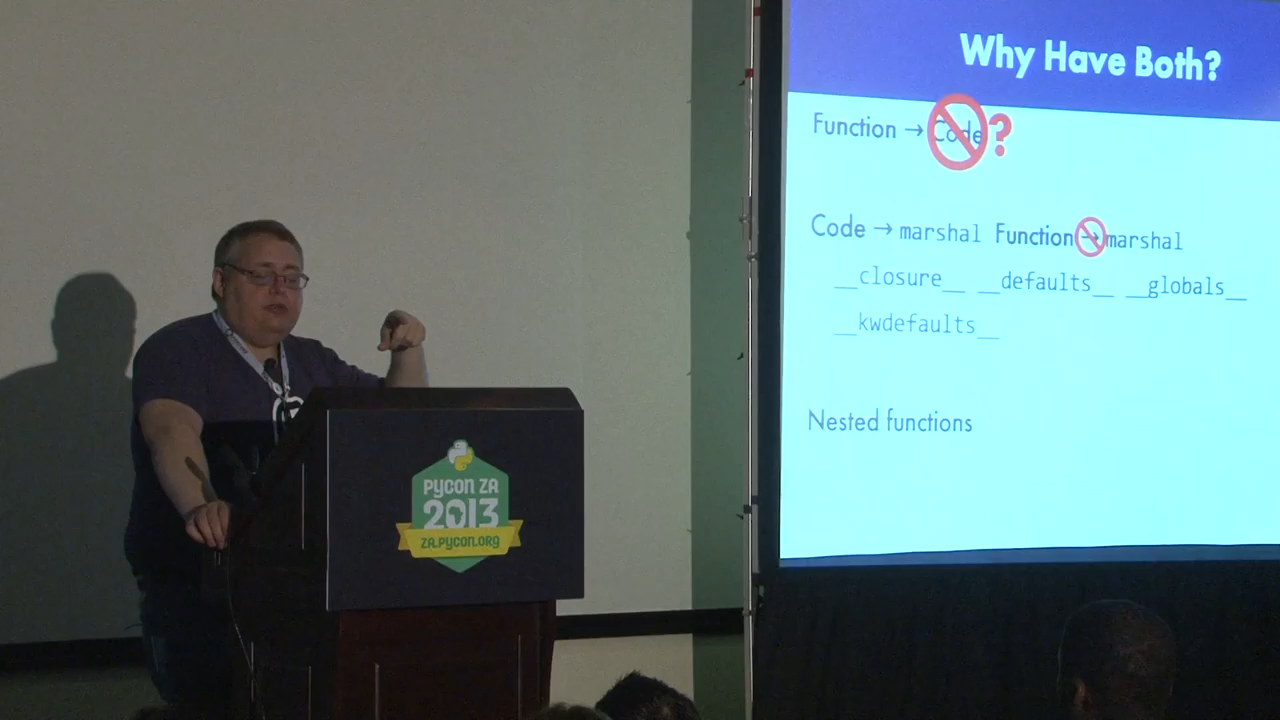 Why Have Both?
Function → Code ?
Code → marshal Function → marshal
__closure__ __defaults__ __globals__
__kwdefaults__
Nested functions
PYCON ZA
2013
ZA.PYCON.ORG